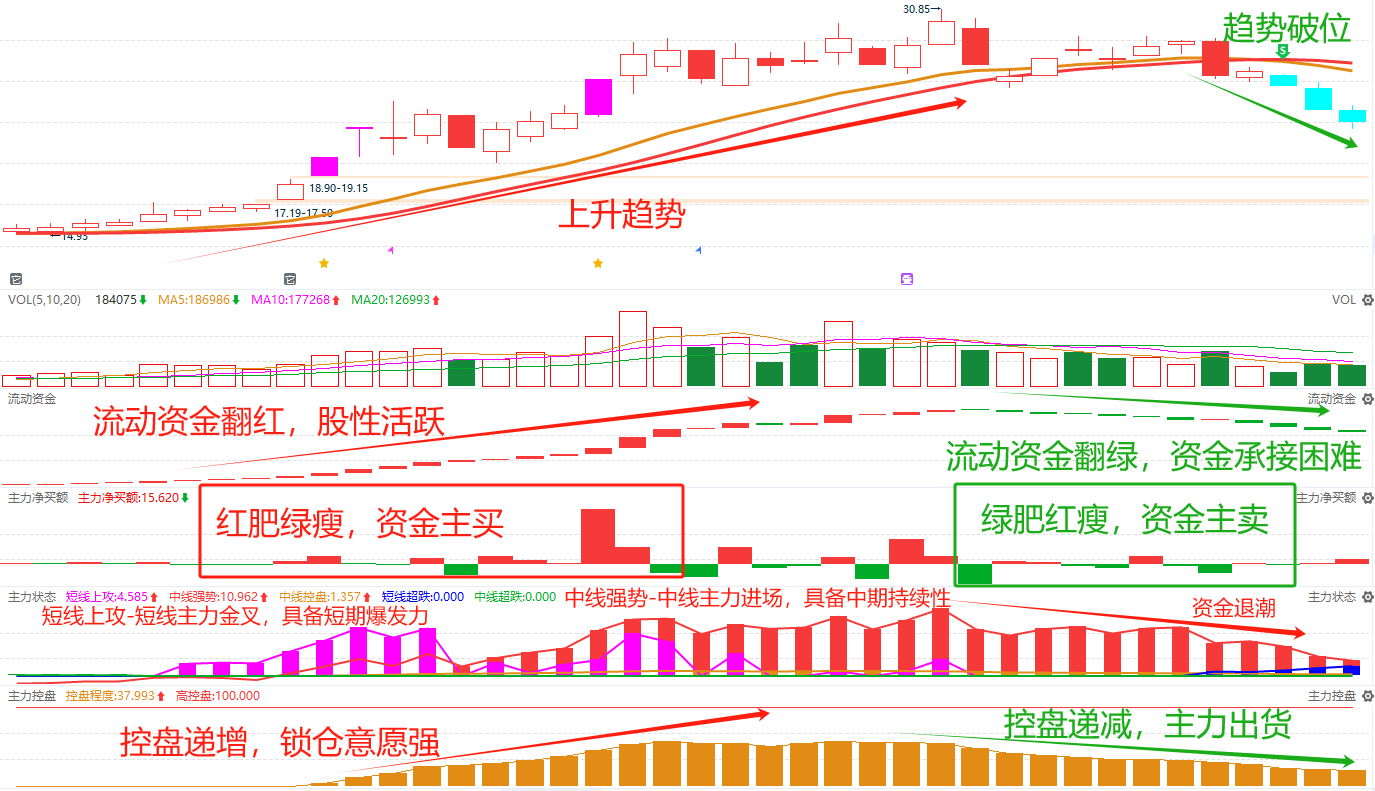 30.85
趋势破位
5
18.90-19.15
17.19-17.50
上升趋势
14.93
VOL(5,10,20) 184075 MA5:186986 MA10:177268 MA20:126993 VOL
流动资金 流动资金
流动资金翻红，股性活跃
流动资金翻绿，资金承接困难
主力净买额 主力净买额:15.620 主力净买额
红肥绿瘦，资金主买
绿肥红瘦，资金主卖
主力状态 短线上攻:4.585 中线强势:10.962 中线控盘:1.357 短线超跌:0.000 中线超跌:0.000 主力状态
中线强势-中线主力进场，具备中期持续性
短线上攻-短线主力金叉，具备短期爆发力
资金退潮
主力控盘 控盘程度:37.993 高控盘:100.000 主力控盘
控盘递增，锁仓意愿强
控盘递减，主力出货